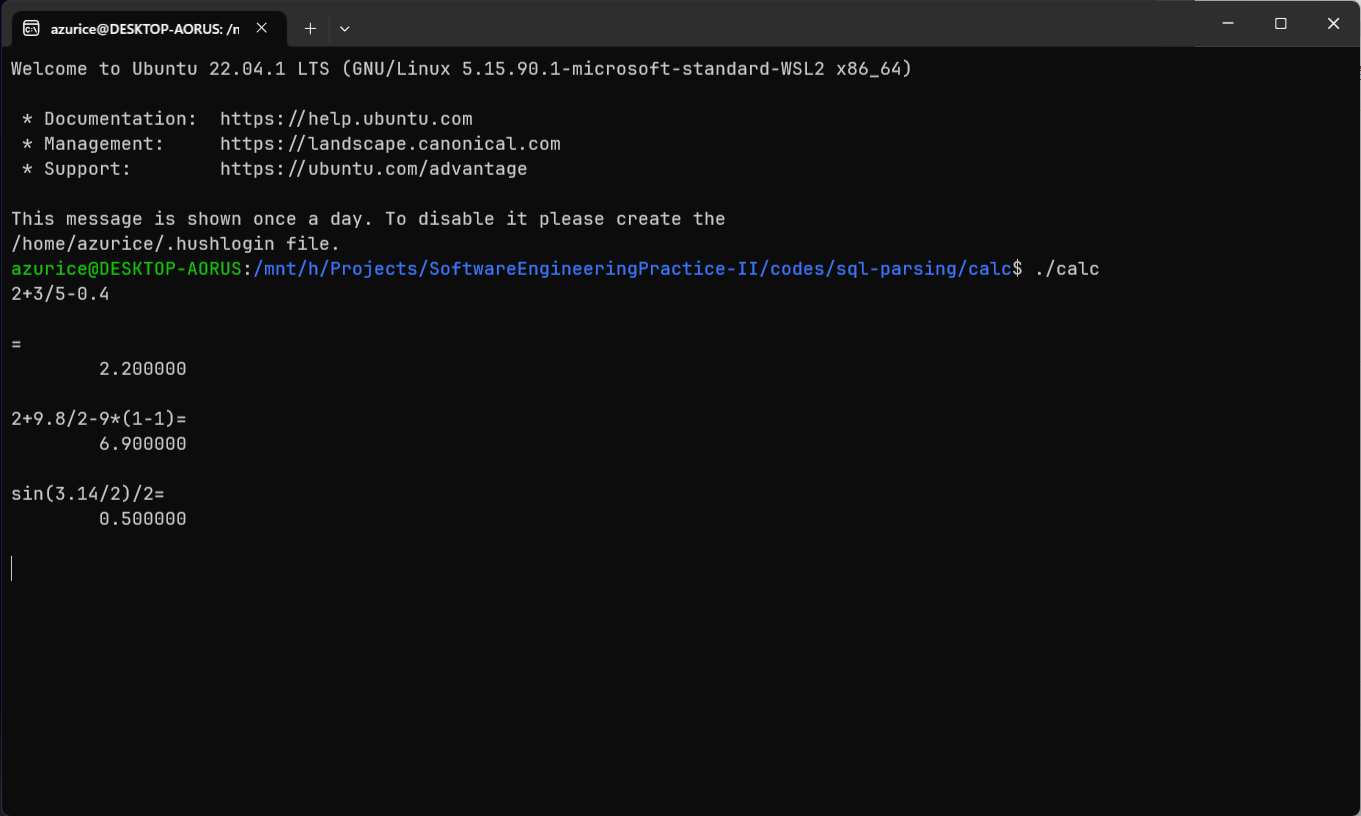 azurice@DESKTOP-AORUS: /n
Welcome to Ubuntu 22.04.1 LTS (GNU/Linux 5.15.90.1-microsoft-standard-WSL2 x86_64)
* Documentation:  https://help.ubuntu.com
* Management:     https://landscape.canonical.com
* Support:        https://ubuntu.com/advantage
This message is shown once a day. To disable it please create the
/home/azurice/.hushlogin file.
azurice@DESKTOP-AORUS:/mnt/h/Projects/SoftwareEngineeringPractice-II/codes/sql-parsing/calc$ ./calc
2+3/5-0.4
=
2.200000
2+9.8/2-9*(1-1)=
6.900000
sin(3.14/2)/2=
0.500000